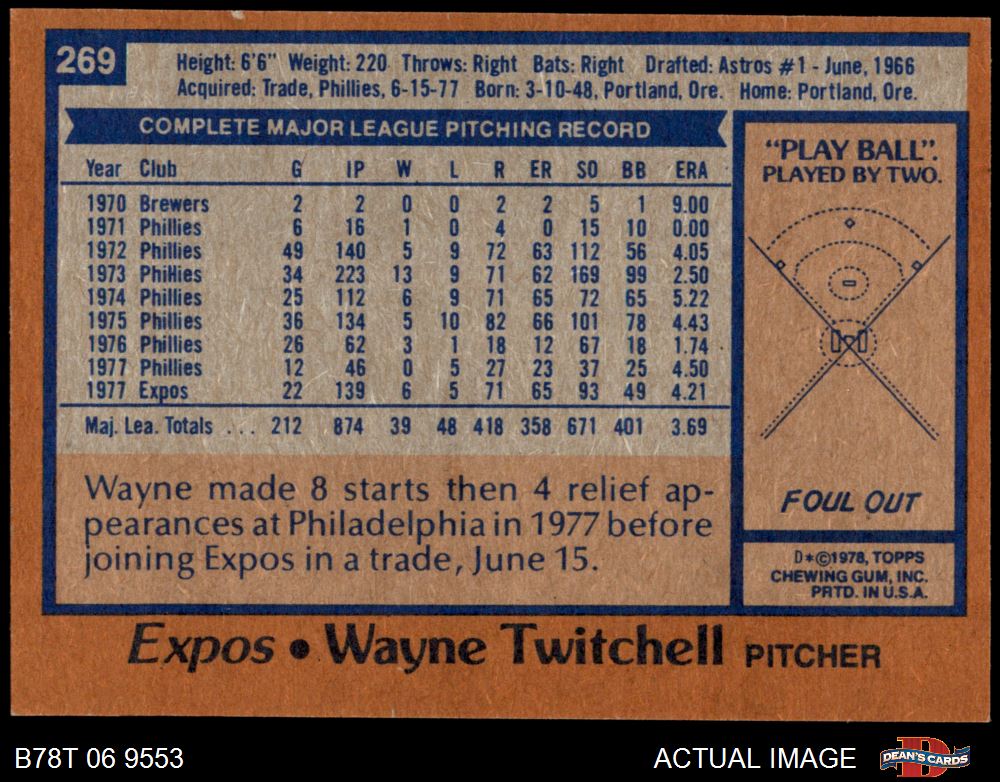 269
Height: 6'6" Weight: 220 Throws: Right Bats: Right Drafted: Astros #1 - June, 1966
Acquired: Trade, Phillies, 6-15-77 Born: 3-10-48, Portland, Ore. Home: Portland, Ore.
COMPLETE MAJOR LEAGUE PITCHING RECORD
Year Club G IP W L R ER SO BB ERA
1970 Brewers 2 2 0 0 2 2 5 1 9.00
1971 Phillies 6 16 1 0 4 0 15 10 0.00
1972 Phillies 49 140 5 9 72 63 112 56 4.05
1973 Phillies 34 223 13 9 71 62 169 99 2.50
1974 Phillies 25 112 6 9 71 65 72 65 5.22
1975 Phillies 36 134 5 10 82 66 101 78 4.43
1976 Phillies 26 62 3 1 18 12 67 18 1.74
1977 Phillies 12 46 0 5 27 23 37 25 4.50
1977 Expos 22 139 6 5 71 65 93 49 4.21
Maj. Lea. Totals ... 212 874 39 48 418 358 671 401 3.69
Wayne made 8 starts then 4 relief ap-
pearances at Philadelphia in 1977 before
joining Expos in a trade, June 15.
"PLAY BALL".
PLAYED BY TWO.
FOUL OUT
D*©1978, TOPPS
CHEWING GUM, INC.
PRTD. IN U.S.A.
Expos • Wayne Twitchell PITCHER
B78T 06 9553 ACTUAL IMAGE DEAN'S CARDS